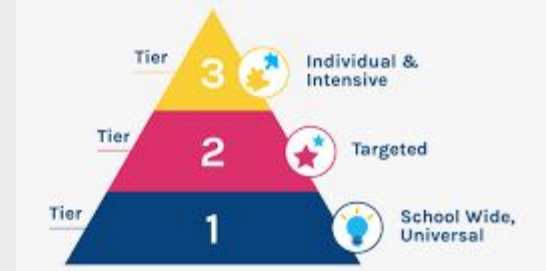 Tier
3
Individual &
Intensive
Tier
2
Targeted
Tier
1
School Wide,
Universal